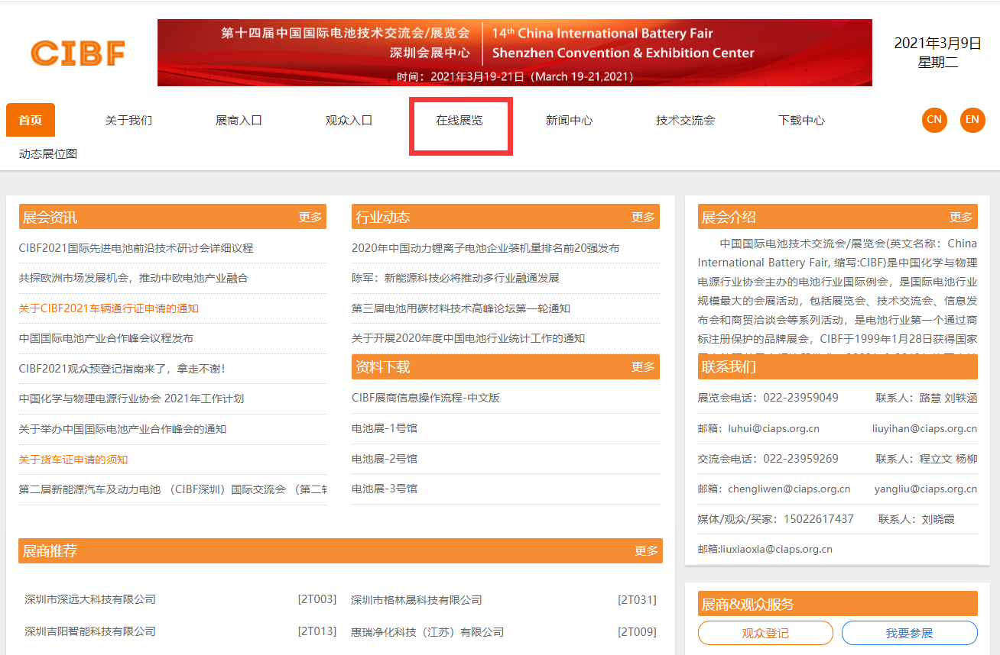 CIBF
第十四届中国国际电池技术交流会/展览会
深圳会展中心
14th China International Battery Fair
Shenzhen Convention & Exhibition Center
时间：2021年3月19-21日（March 19-21,2021）
2021年3月9日
星期二
首页 关于我们 展商入口 观众入口 在线展览 新闻中心 技术交流会 下载中心 CN EN
动态展位图
展会资讯 更多
CIBF2021国际先进电池前沿技术研讨会详细议程
共探欧洲市场发展机会，推动中欧电池产业融合
关于CIBF2021车辆通行证申请的通知
中国国际电池产业合作峰会议程发布
CIBF2021观众预登记指南来了，拿走不谢！
中国化学与物理电源行业协会 2021年工作计划
关于举办中国国际电池产业合作峰会的通知
关于货车证申请的须知
第二届新能源汽车及动力电池 （CIBF深圳）国际交流会 （第二
行业动态 更多
2020年中国动力锂离子电池企业装机量排名前20强发布
陈军：新能源科技必将推动多行业融通发展
第三届电池用碳材料技术高峰论坛第一轮通知
关于开展2020年度中国电池行业统计工作的通知
资料下载 更多
CIBF展商信息操作流程-中文版
电池展-1号馆
电池展-2号馆
电池展-3号馆
展会介绍 更多
中国国际电池技术交流会/展览会(英文名称：China
International Battery Fair, 缩写:CIBF)是中国化学与物理
电源行业协会主办的电池行业国际例会，是国际电池行业
规模最大的会展活动，包括展览会、技术交流会、信息发
布会和商贸洽谈会等系列活动，是电池行业第一个通过商
标注册保护的品牌展会，CIBF于1999年1月28日获得国家
联系我们
展览会电话：022-23959049 联系人：路慧 刘轶涵
邮箱：luhui@ciaps.org.cn liuyihan@ciaps.org.cn
交流会电话：022-23959269 联系人：程立文 杨柳
邮箱：chengliwen@ciaps.org.cn yangliu@ciaps.org.cn
媒体/观众/买家：15022617437 联系人：刘晓霞
邮箱:liuxiaoxia@ciaps.org.cn
展商推荐 更多
深圳市深远大科技有限公司 [2T003] 深圳市格林晟科技有限公司 [2T031]
深圳吉阳智能科技有限公司 [2T013] 惠瑞净化科技（江苏）有限公司 [2T009]
展商&观众服务
观众登记 我要参展